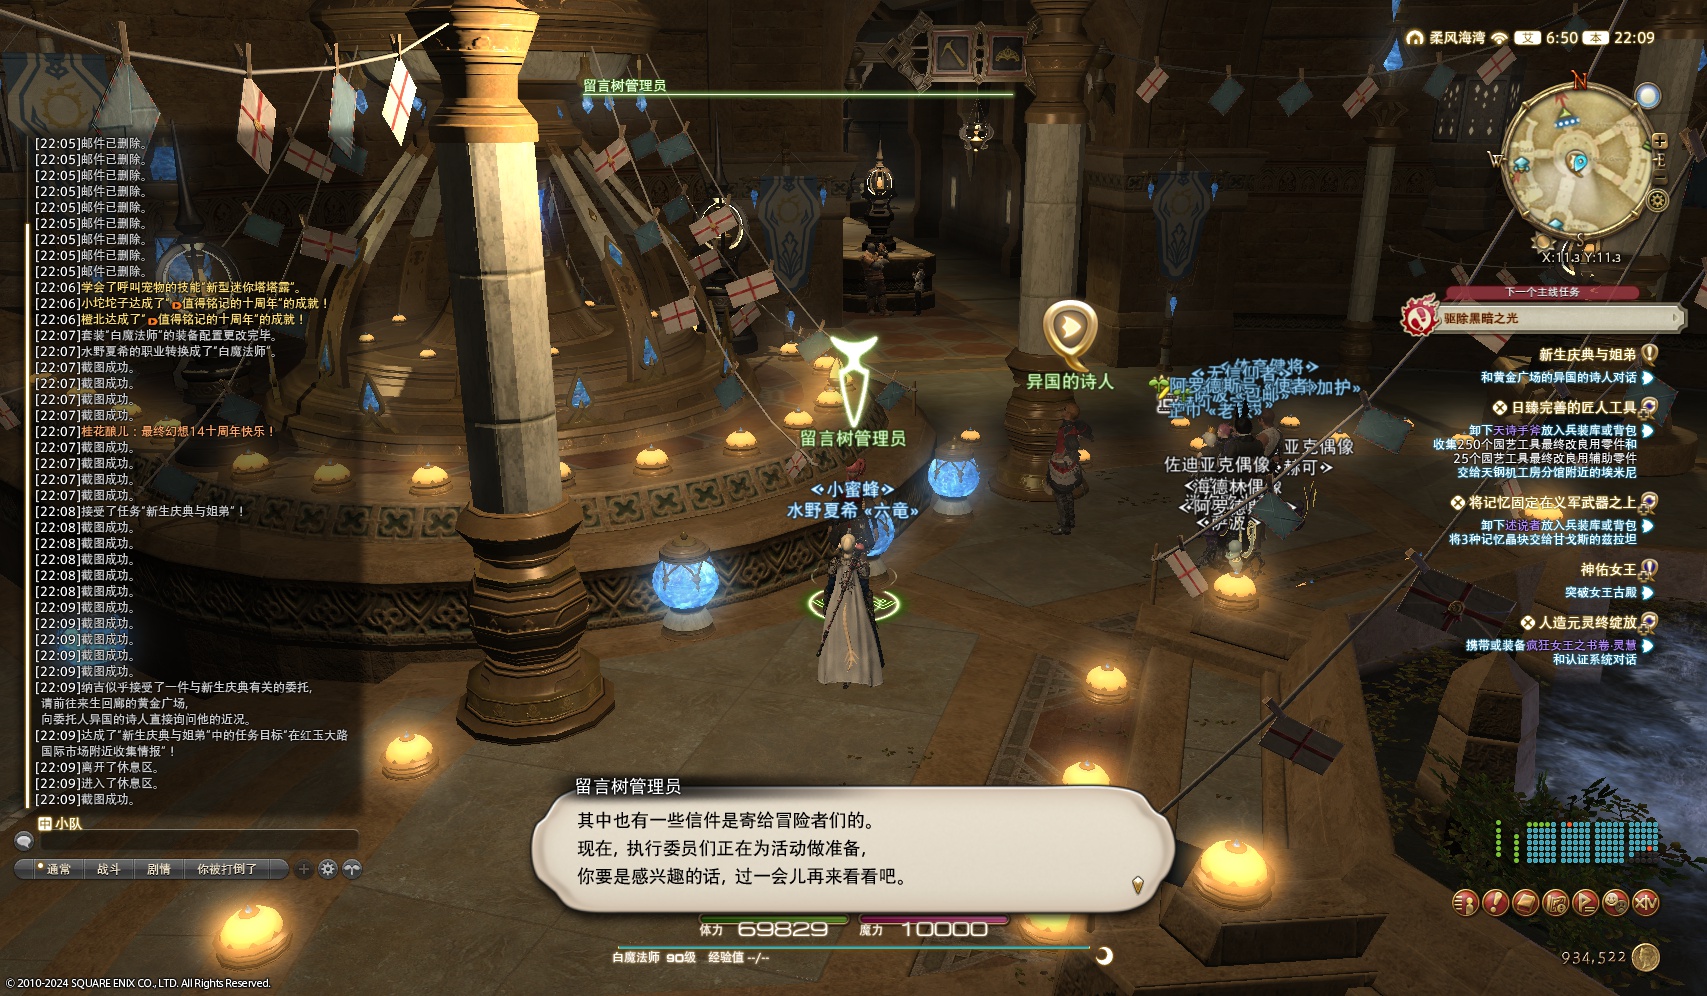 柔风海湾 艾 6:50 本 22:09
留言树管理员
N
W
E
S
X:11.3 Y:11.3
[22:05]邮件已删除。
[22:05]邮件已删除。
[22:05]邮件已删除。
[22:05]邮件已删除。
[22:05]邮件已删除。
[22:05]邮件已删除。
[22:05]邮件已删除。
[22:05]邮件已删除。
[22:05]邮件已删除。
[22:06]学会了呼叫宠物的技能“新型迷你塔塔露”。
[22:06]小坨坨子达成了“值得铭记的十周年”的成就！
[22:06]橙北达成了“值得铭记的十周年”的成就！
[22:07]套装“白魔法师”的装备配置更改完毕。
[22:07]水野夏希的职业转换成了“白魔法师”。
[22:07]截图成功。
[22:07]截图成功。
[22:07]截图成功。
[22:07]截图成功。
[22:07]桂花酿儿：最终幻想14十周年快乐！
[22:07]截图成功。
[22:07]截图成功。
[22:07]截图成功。
[22:07]截图成功。
[22:08]接受了任务“新生庆典与姐弟”！
[22:08]截图成功。
[22:08]截图成功。
[22:08]截图成功。
[22:08]截图成功。
[22:08]截图成功。
[22:09]截图成功。
[22:09]截图成功。
[22:09]截图成功。
[22:09]截图成功。
[22:09]截图成功。
[22:09]纳吉似乎接受了一件与新生庆典有关的委托，
请前往来生回廊的黄金广场，
向委托人异国的诗人直接询问他的近况。
[22:09]达成了“新生庆典与姐弟”中的任务目标“在红玉大路
国际市场附近收集情报”！
[22:09]离开了休息区。
[22:09]进入了休息区。
[22:09]截图成功。
中 小队
通常 战斗 剧情 你被打倒了
下一个主线任务
驱除黑暗之光
新生庆典与姐弟
和黄金广场的异国的诗人对话
日臻完善的匠人工具
卸下天诗手斧放入兵装库或背包
收集250个园艺工具最终改良用零件和
25个园艺工具最终改良用辅助零件
交给天钢机工房分馆附近的埃米尼
将记忆固定在义军武器之上
卸下述说者放入兵装库或背包
将3种记忆晶块交给甘戈斯的兹拉坦
神佑女王
突破女王古殿
人造元灵终绽放
携带或装备疯狂女王之书卷·灵慧
和认证系统对话
异国的诗人
留言树管理员
亚克偶像
佐迪亚克偶像
≪小蜜蜂≫
水野夏希 «六竜»
留言树管理员
其中也有一些信件是寄给冒险者们的。
现在，执行委员们正在为活动做准备，
你要是感兴趣的话，过一会儿再来看看吧。
体力 69829 魔力 10000
白魔法师 90级 经验值 --/--
934,522
© 2010-2024 SQUARE ENIX CO., LTD. All Rights Reserved.